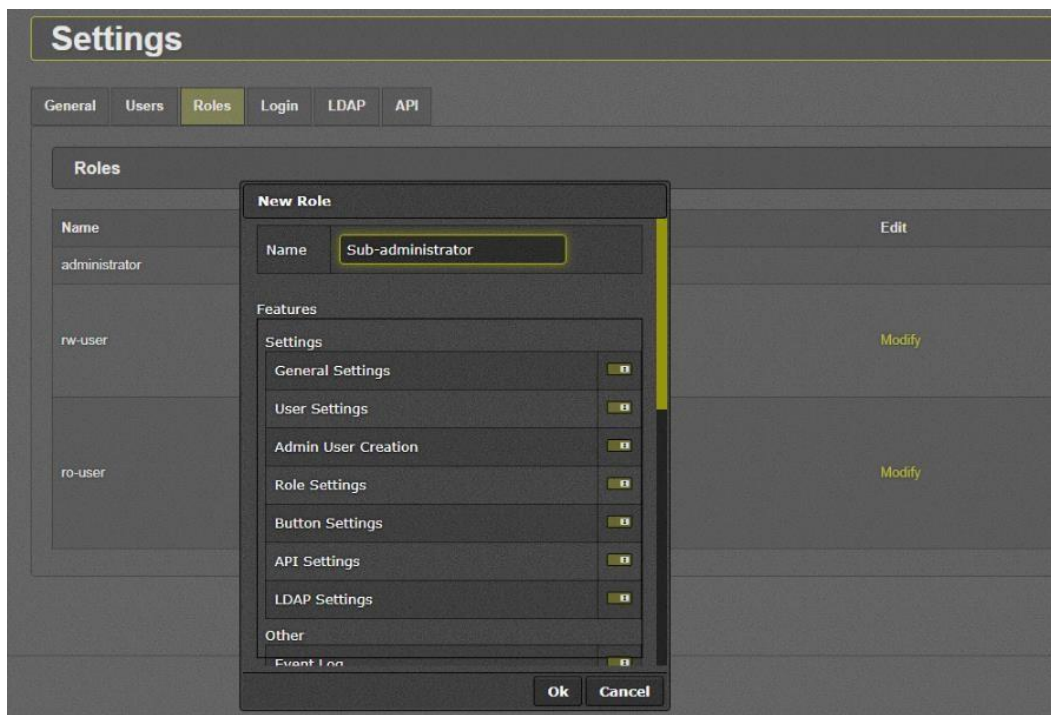 Settings
General Users Roles Login LDAP API
Roles
New Role
Name Edit
Name Sub-administrator
administrator
Features
Settings
rw-user Modify
General Settings
User Settings
Admin User Creation
ro-user Modify
Role Settings
Button Settings
API Settings
LDAP Settings
Other
Event Log
Ok Cancel